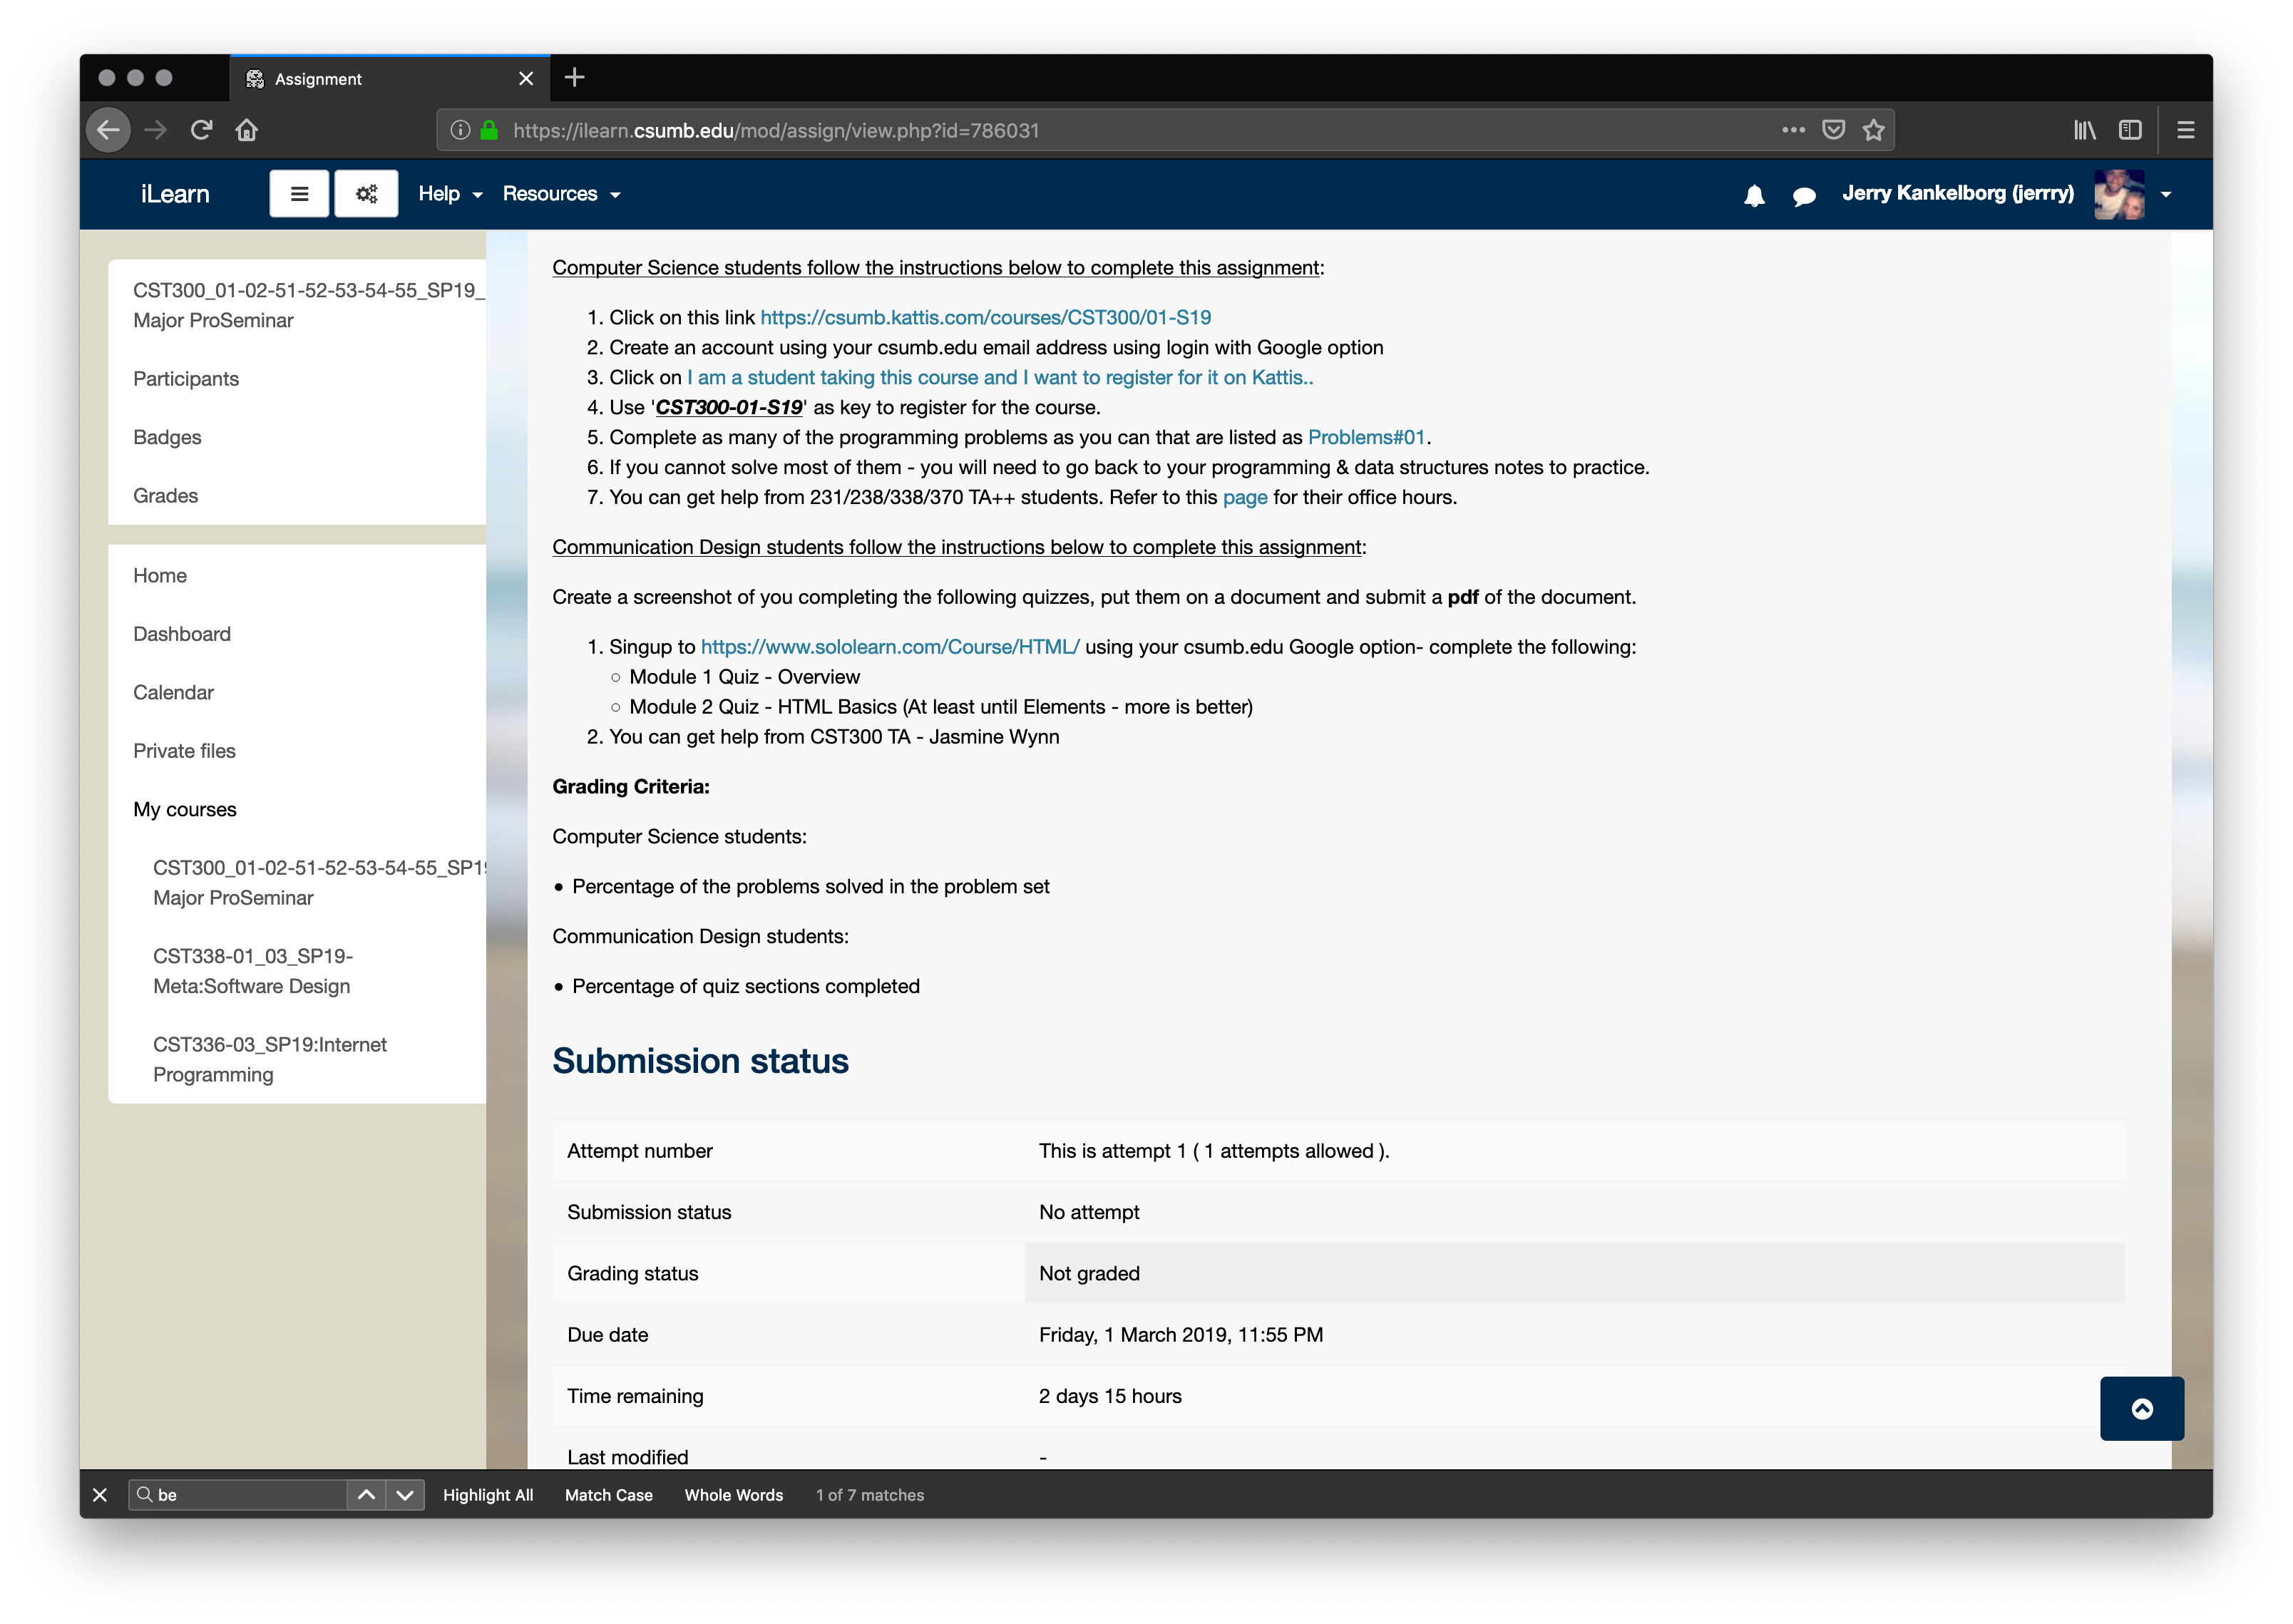 Assignment
https://ilearn.csumb.edu/mod/assign/view.php?id=786031
iLearn
Help
Resources
Jerry Kankelborg (jerrry)
CST300_01-02-51-52-53-54-55_SP19_
Major ProSeminar
Participants
Badges
Grades
Home
Dashboard
Calendar
Private files
My courses
CST300_01-02-51-52-53-54-55_SP19
Major ProSeminar
CST338-01_03_SP19-
Meta:Software Design
CST336-03_SP19:Internet
Programming
Computer Science students follow the instructions below to complete this assignment:
1. Click on this link https://csumb.kattis.com/courses/CST300/01-S19
2. Create an account using your csumb.edu email address using login with Google option
3. Click on I am a student taking this course and I want to register for it on Kattis..
4. Use 'CST300-01-S19' as key to register for the course.
5. Complete as many of the programming problems as you can that are listed as Problems#01.
6. If you cannot solve most of them - you will need to go back to your programming & data structures notes to practice.
7. You can get help from 231/238/338/370 TA++ students. Refer to this page for their office hours.
Communication Design students follow the instructions below to complete this assignment:
Create a screenshot of you completing the following quizzes, put them on a document and submit a pdf of the document.
1. Singup to https://www.sololearn.com/Course/HTML/ using your csumb.edu Google option- complete the following:
○ Module 1 Quiz - Overview
○ Module 2 Quiz - HTML Basics (At least until Elements - more is better)
2. You can get help from CST300 TA - Jasmine Wynn
Grading Criteria:
Computer Science students:
• Percentage of the problems solved in the problem set
Communication Design students:
• Percentage of quiz sections completed
Submission status
Attempt number This is attempt 1 ( 1 attempts allowed ).
Submission status No attempt
Grading status Not graded
Due date Friday, 1 March 2019, 11:55 PM
Time remaining 2 days 15 hours
Last modified -
be
Highlight All Match Case Whole Words 1 of 7 matches